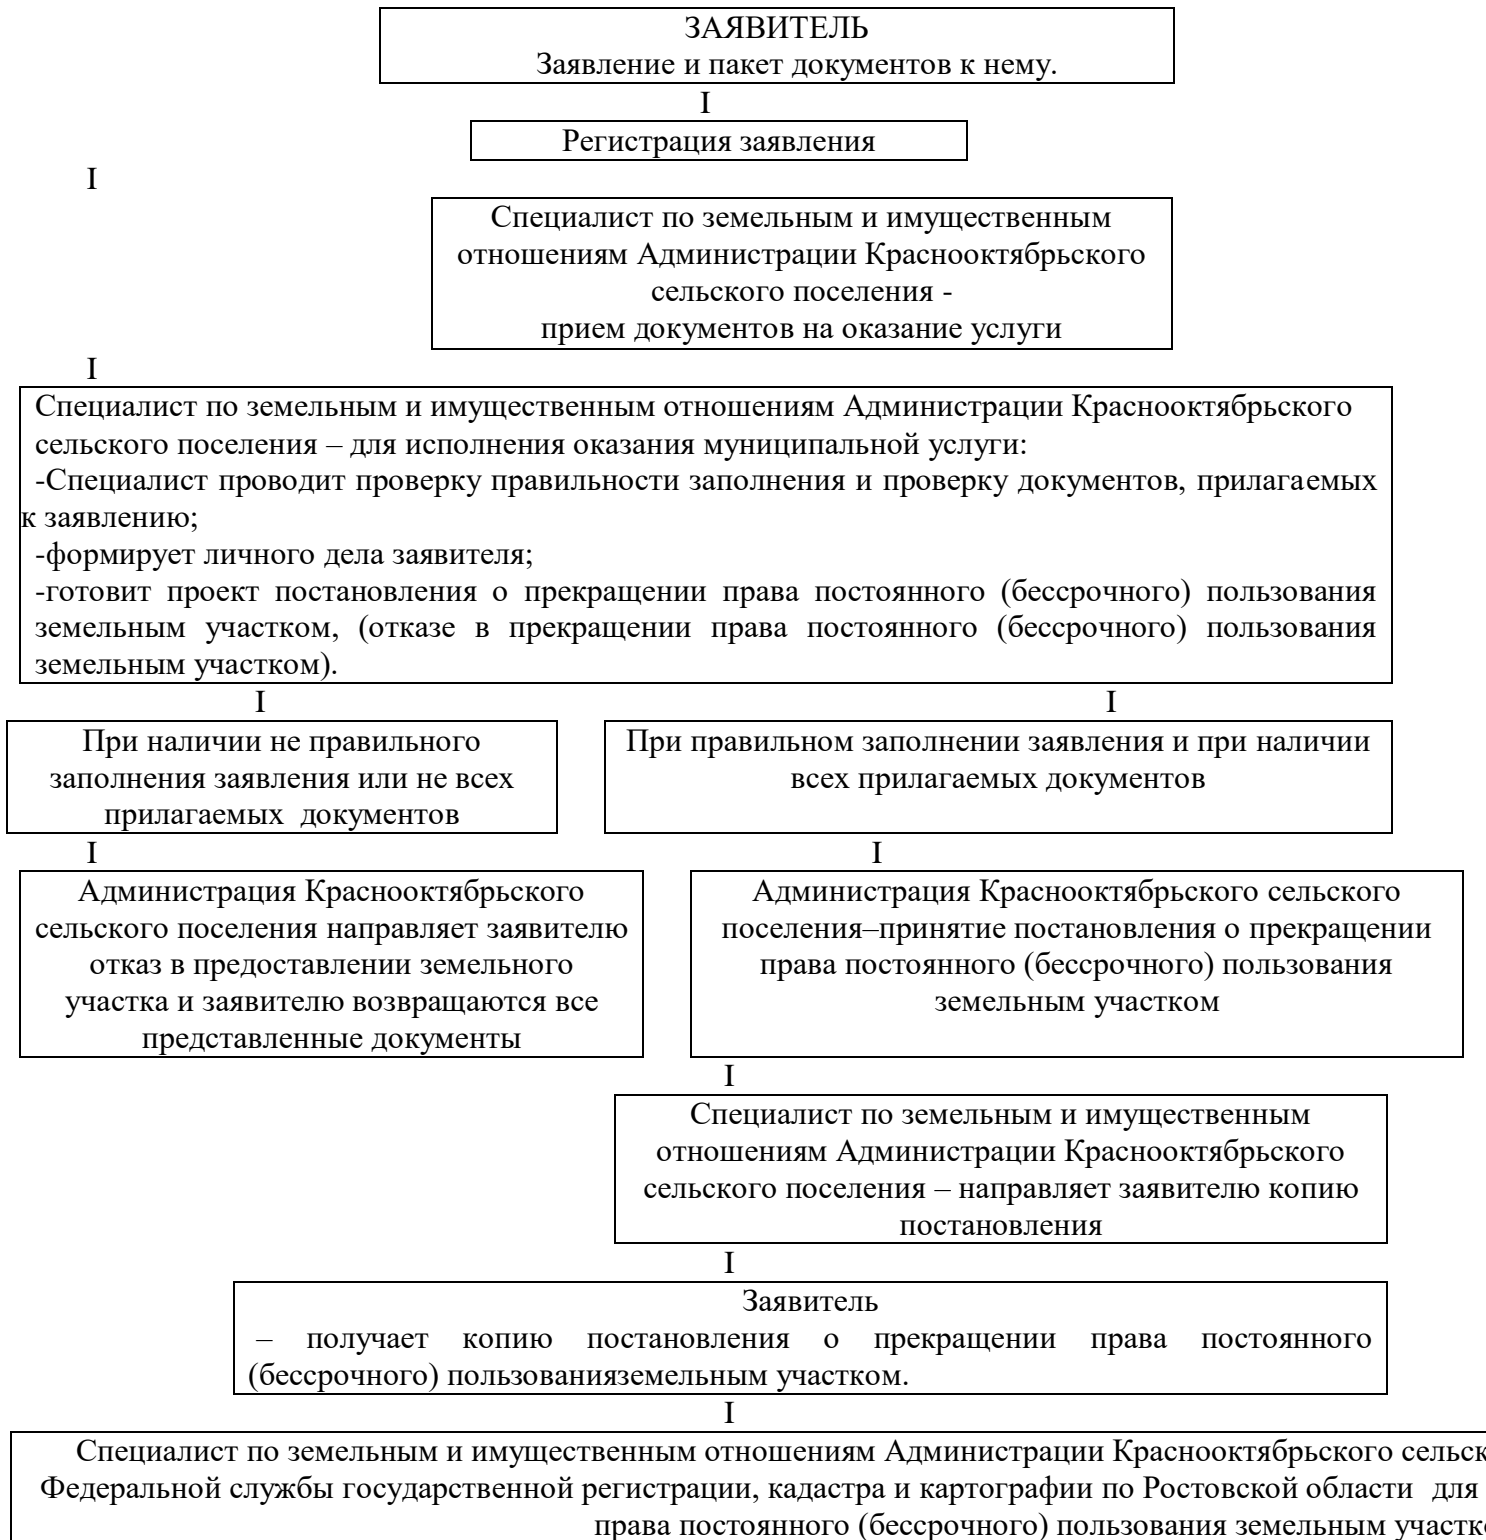 ЗАЯВИТЕЛЬ
Заявление и пакет документов к нему.
I
Регистрация заявления
I
Специалист по земельным и имущественным
отношениям Администрации Краснооктябрьского
сельского поселения -
прием документов на оказание услуги
I
Специалист по земельным и имущественным отношениям Администрации Краснооктябрьского
сельского поселения – для исполнения оказания муниципальной услуги:
-Специалист проводит проверку правильности заполнения и проверку документов, прилагаемых
к заявлению;
-формирует личного дела заявителя;
-готовит проект постановления о прекращении права постоянного (бессрочного) пользования
земельным участком, (отказе в прекращении права постоянного (бессрочного) пользования
земельным участком).
I I
При наличии не правильного
заполнения заявления или не всех
прилагаемых документов
При правильном заполнении заявления и при наличии
всех прилагаемых документов
I I
Администрация Краснооктябрьского
сельского поселения направляет заявителю
отказ в предоставлении земельного
участка и заявителю возвращаются все
представленные документы
Администрация Краснооктябрьского сельского
поселения–принятие постановления о прекращении
права постоянного (бессрочного) пользования
земельным участком
I
Специалист по земельным и имущественным
отношениям Администрации Краснооктябрьского
сельского поселения – направляет заявителю копию
постановления
I
Заявитель
– получает копию постановления о прекращении права постоянного
(бессрочного) пользованияземельным участком.
I
Специалист по земельным и имущественным отношениям Администрации Краснооктябрьского сельск
Федеральной службы государственной регистрации, кадастра и картографии по Ростовской области для
права постоянного (бессрочного) пользования земельным участк